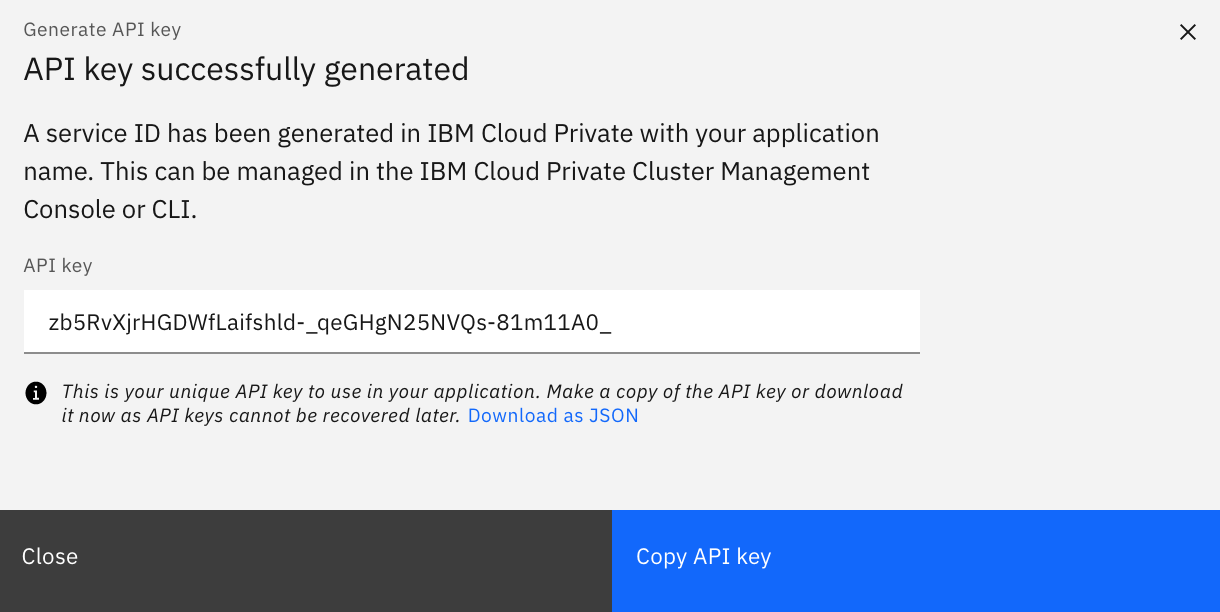 Generate API key
API key successfully generated
A service ID has been generated in IBM Cloud Private with your application
name. This can be managed in the IBM Cloud Private Cluster Management
Console or CLI.
API key
zb5RvXjrHGDWfLaifshld-_qeGHgN25NVQs-81m11A0_
This is your unique API key to use in your application. Make a copy of the API key or download
it now as API keys cannot be recovered later. Download as JSON
Close
Copy API key